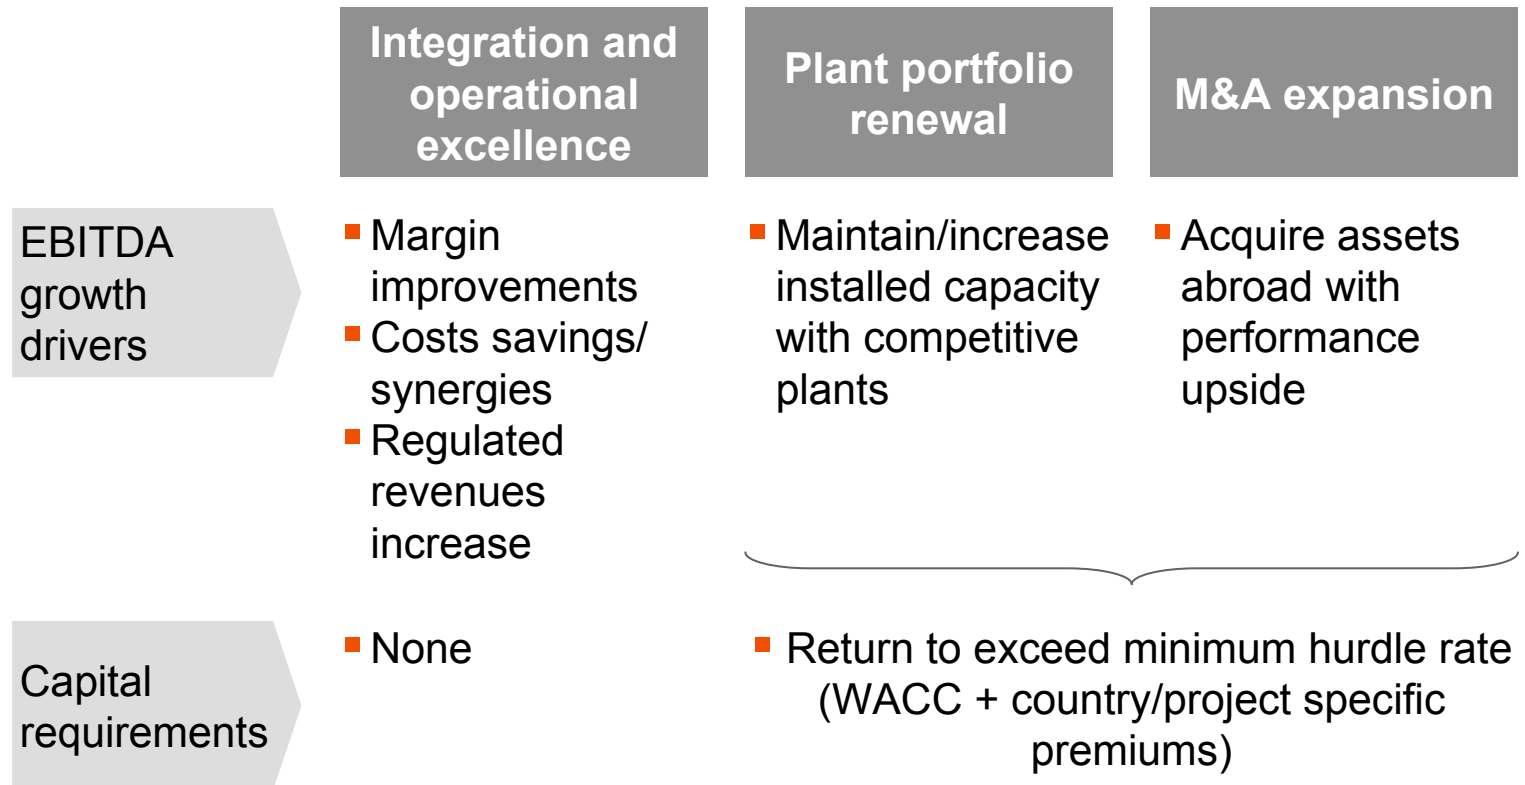 Integration and
operational
excellence
Plant portfolio
renewal
M&A expansion
EBITDA
growth
drivers
Margin
improvements
Costs savings/
synergies
Regulated
revenues
increase
Maintain/increase
installed capacity
with competitive
plants
Acquire assets
abroad with
performance
upside
Capital
requirements
None
Return to exceed minimum hurdle rate
(WACC + country/project specific
premiums)